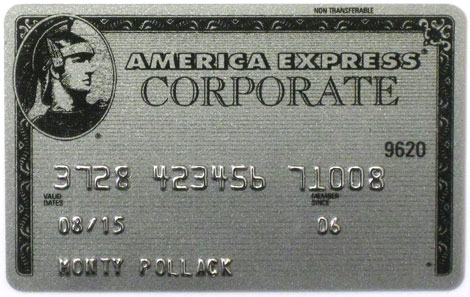 NON TRANSFERABLE
AMERICA EXPRESS®
CORPORATE
9620
3728 423456 71008
VALID DATES
MEMBER SINCE
08/15 06
MONTY POLLACK